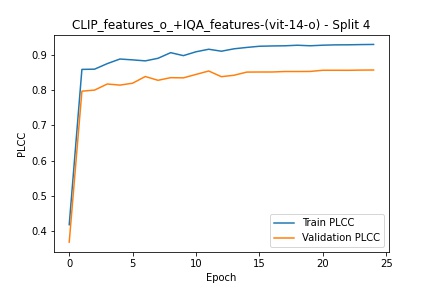 CLIP_features_o_+IQA_features-(vit-14-o) - Split 4
PLCC
0.9
0.8
0.7
0.6
0.5
0.4
Train PLCC
Validation PLCC
0 5 10 15 20 25
Epoch